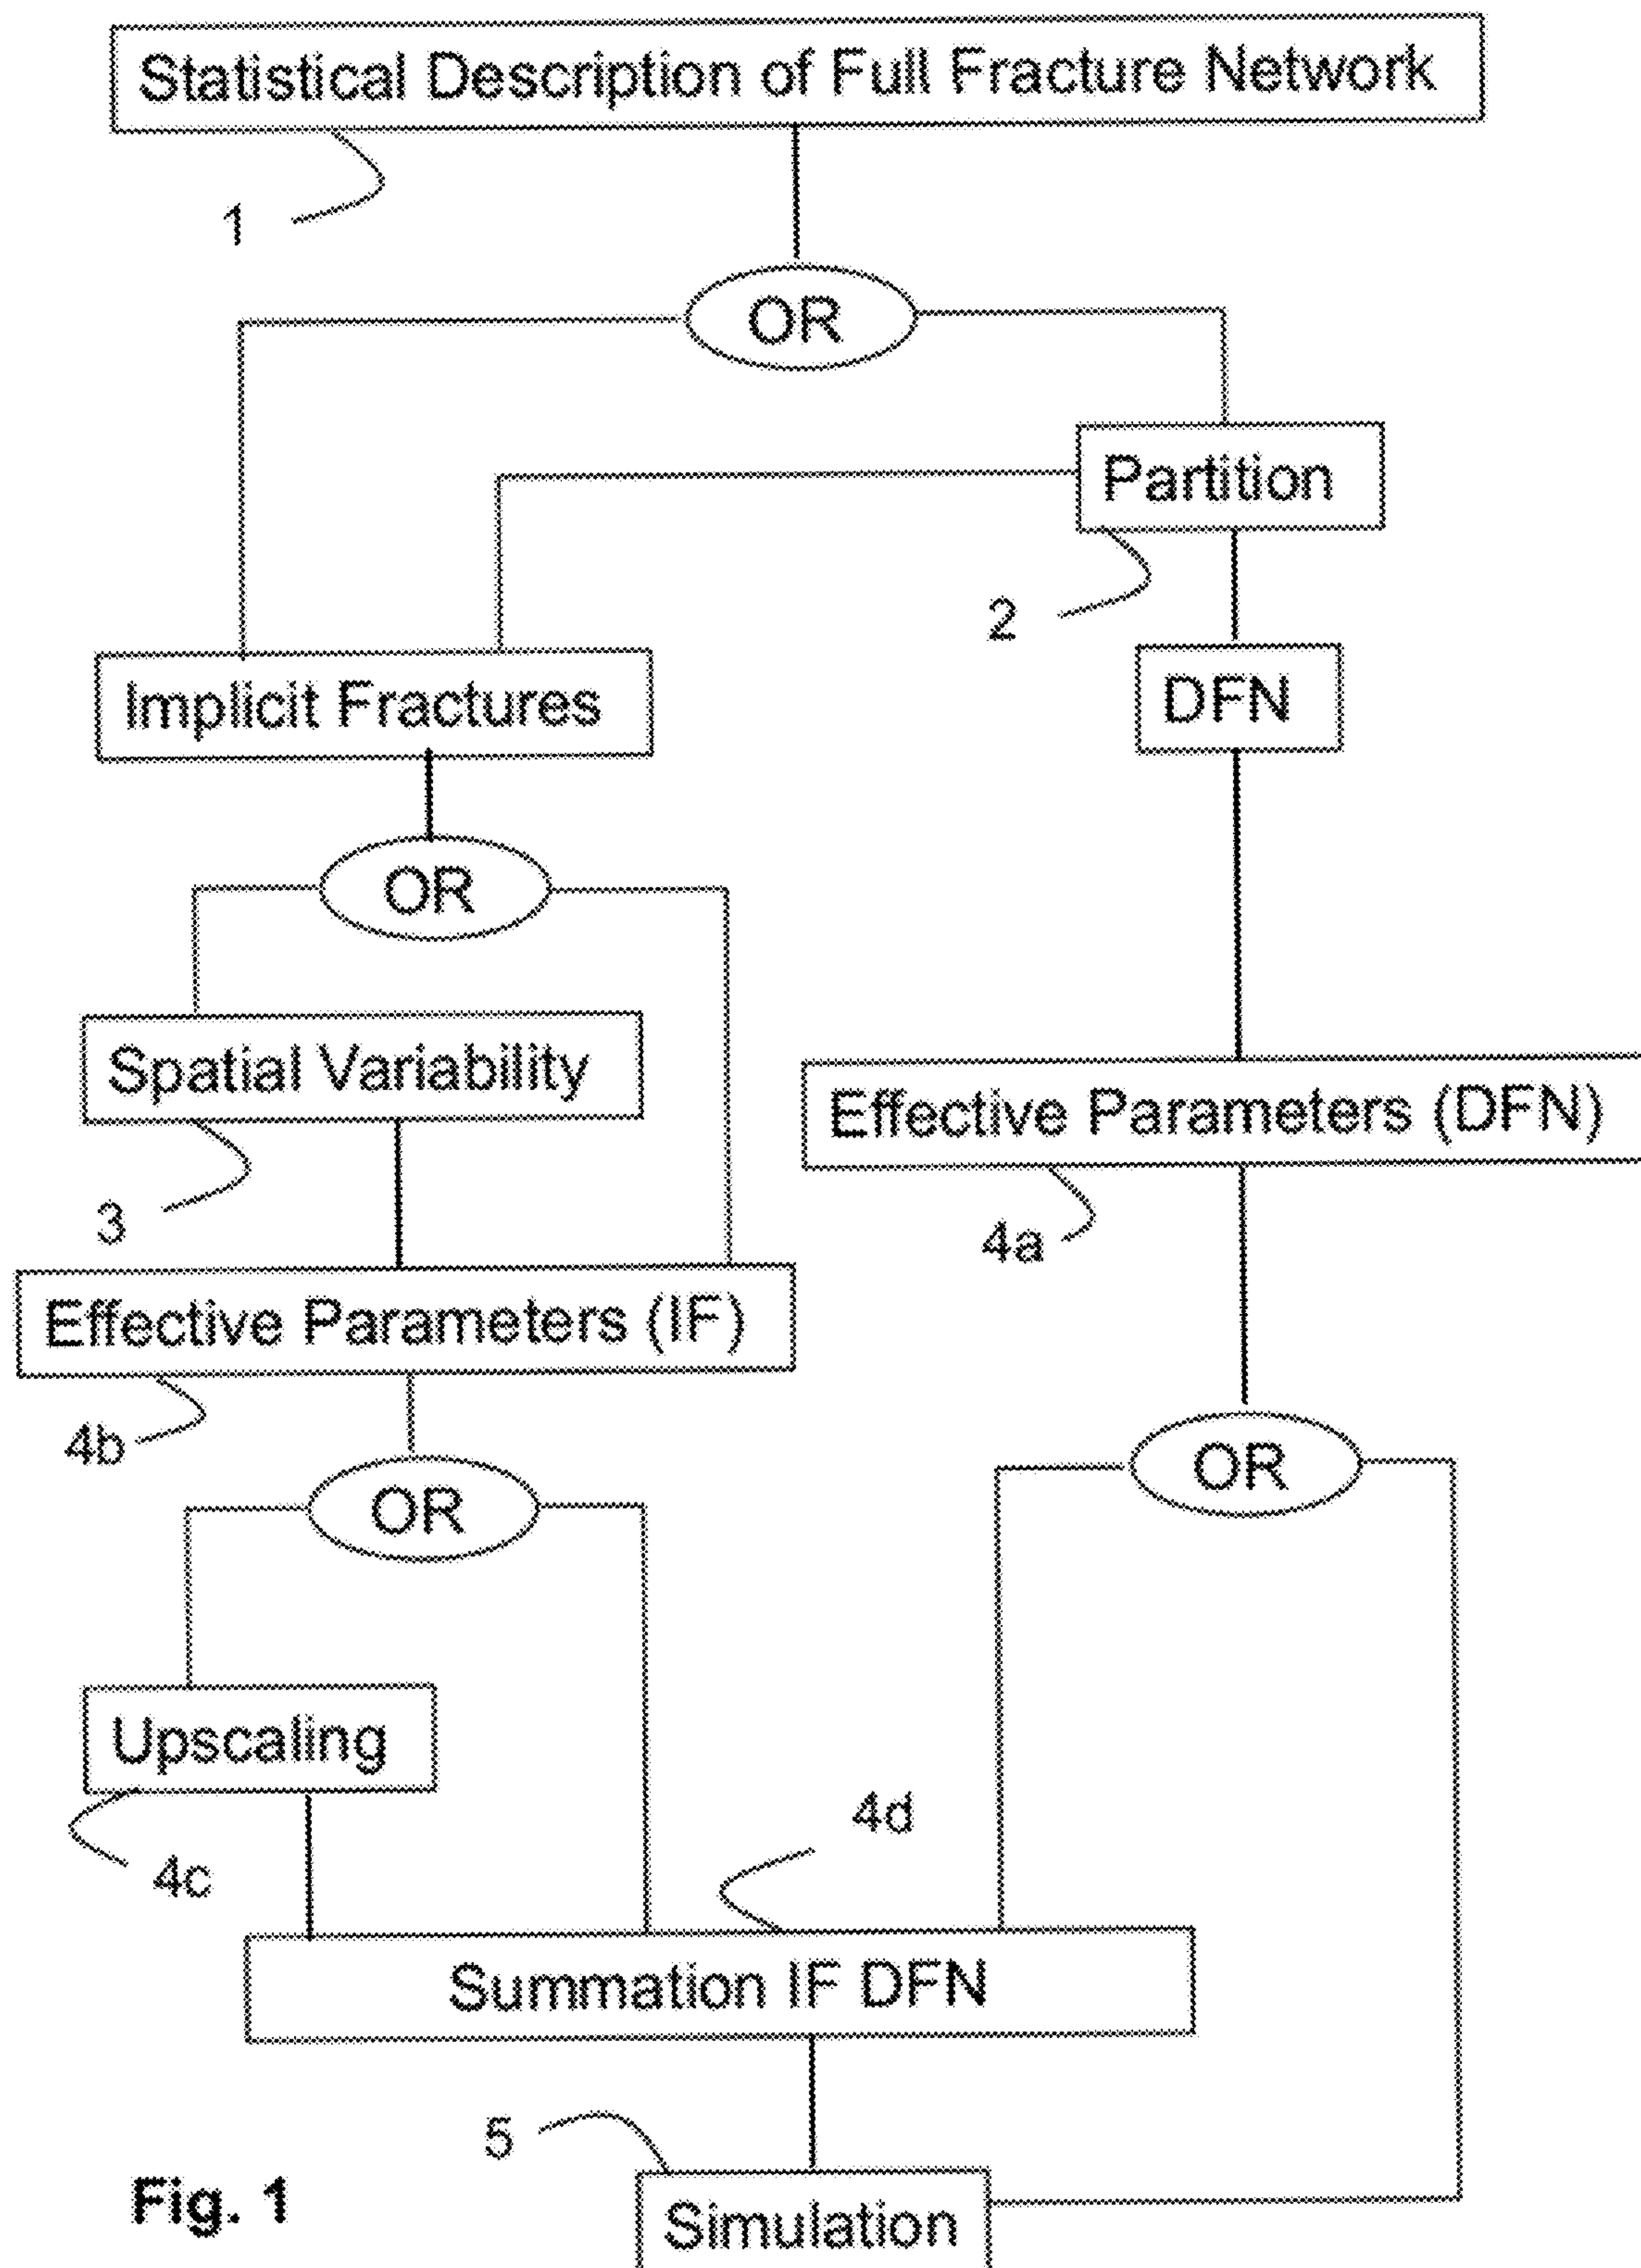 Statistical Description of Full Fracture Network
1
OR
Partition
2
Implicit Fractures
DFN
OR
Spatial Variability
3
Effective Parameters (DFN)
4a
Effective Parameters (IF)
4b
OR
OR
Upscaling
4c
4d
Summation IF DFN
5
Simulation
Fig. 1